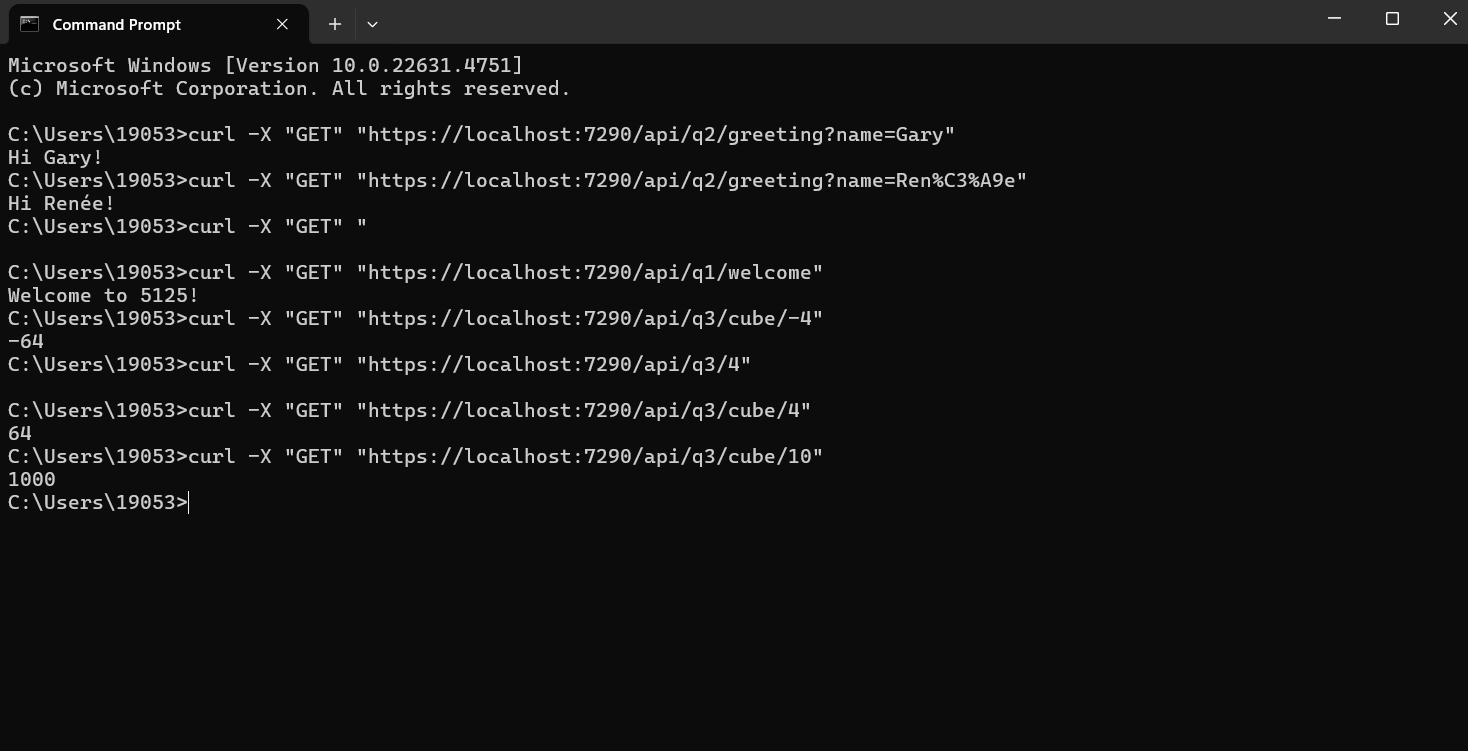 Command Prompt
Microsoft Windows [Version 10.0.22631.4751]
(c) Microsoft Corporation. All rights reserved.
C:\Users\19053>curl -X "GET" "https://localhost:7290/api/q2/greeting?name=Gary"
Hi Gary!
C:\Users\19053>curl -X "GET" "https://localhost:7290/api/q2/greeting?name=Ren%C3%A9e"
Hi Renée!
C:\Users\19053>curl -X "GET" "
C:\Users\19053>curl -X "GET" "https://localhost:7290/api/q1/welcome"
Welcome to 5125!
C:\Users\19053>curl -X "GET" "https://localhost:7290/api/q3/cube/-4"
-64
C:\Users\19053>curl -X "GET" "https://localhost:7290/api/q3/4"
C:\Users\19053>curl -X "GET" "https://localhost:7290/api/q3/cube/4"
64
C:\Users\19053>curl -X "GET" "https://localhost:7290/api/q3/cube/10"
1000
C:\Users\19053>